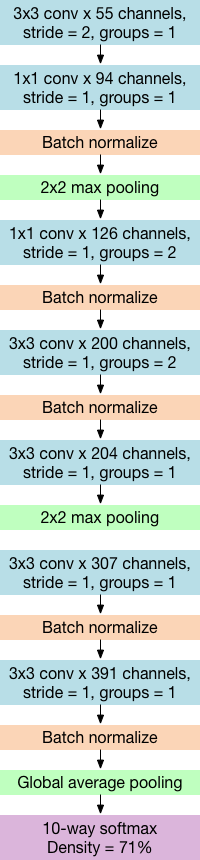 3x3 conv x 55 channels,
stride = 2, groups = 1
1x1 conv x 94 channels,
stride = 1, groups = 1
Batch normalize
2x2 max pooling
1x1 conv x 126 channels,
stride = 1, groups = 2
Batch normalize
3x3 conv x 200 channels,
stride = 1, groups = 2
Batch normalize
3x3 conv x 204 channels,
stride = 1, groups = 1
2x2 max pooling
3x3 conv x 307 channels,
stride = 1, groups = 1
Batch normalize
3x3 conv x 391 channels,
stride = 1, groups = 1
Batch normalize
Global average pooling
10-way softmax
Density = 71%